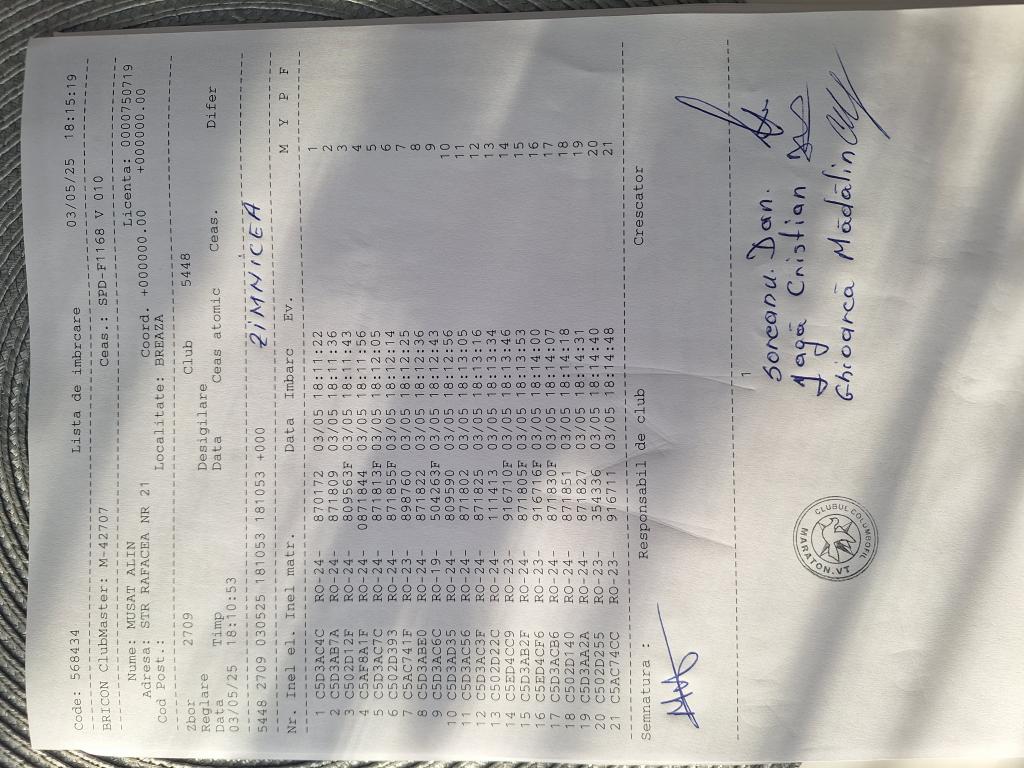 Code: 568434 Lista de imbrcare 03/05/25 18:15:19
BRICON ClubMaster: M-42707 Ceas.: SPD-F1168 V 010
Nume: MUSAT ALIN Licenta: 0000750719
Adresa: STR RAFACEA NR 21 Coord. +000000.00 +000000.00
Cod Post.: Localitate: BREAZA
Zbor 2709 Club 5448
Reglare Desigilare
Data Timp Data Ceas atomic Ceas. Difer
03/05/25 18:10:53
5448 2709 030525 181053 181053 +000 ZIMNICEA
Nr. Inel el. Inel matr. Data Imbarc Ev. M Y P F
1 C5D3AC4C RO-24- 870172 03/05 18:11:22 1
2 C5D3AB7A RO-24- 871809 03/05 18:11:36 2
3 C502D12F RO-24- 809563F 03/05 18:11:43 3
4 C5AF8A1F RO-24- 0871844 03/05 18:11:56 4
5 C5D3AC7C RO-24- 871813F 03/05 18:12:05 5
6 C502D393 RO-24- 871855F 03/05 18:12:14 6
7 C5AC741F RO-23- 898760 03/05 18:12:25 7
8 C5D3ABE0 RO-24- 871822 03/05 18:12:36 8
9 C5D3AC6C RO-19- 504263F 03/05 18:12:43 9
10 C5D3AD35 RO-24- 809590 03/05 18:12:56 10
11 C5D3AC56 RO-24- 871802 03/05 18:13:05 11
12 C5D3AC3F RO-24- 871825 03/05 18:13:16 12
13 C502D22C RO-24- 111413 03/05 18:13:34 13
14 C5ED4CC9 RO-23- 916710F 03/05 18:13:46 14
15 C5D3AB2F RO-24- 871805F 03/05 18:13:53 15
16 C5ED4CF6 RO-23- 916716F 03/05 18:14:00 16
17 C5D3ACB6 RO-24- 871830F 03/05 18:14:07 17
18 C502D140 RO-24- 871851 03/05 18:14:18 18
19 C5D3AA2A RO-24- 871827 03/05 18:14:31 19
20 C502D255 RO-23- 354336 03/05 18:14:40 20
21 C5AC74CC RO-23- 916711 03/05 18:14:48 21
Semnatura : Responsabil de club Crescator
1
Soreanu Dan.
Jagă Cristian
Ghioarcă Mădălin
CLUBUL COLUMBOFIL
MARATON.VT